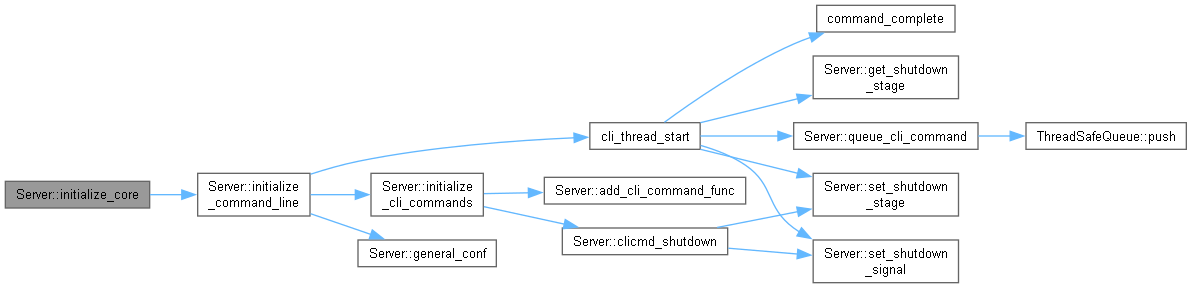 Server::initialize_core
Server::initialize
_command_line
cli_thread_start
command_complete
Server::get_shutdown
_stage
Server::queue_cli_command
ThreadSafeQueue::push
Server::set_shutdown
_stage
Server::set_shutdown
_signal
Server::initialize
_cli_commands
Server::add_cli_command_func
Server::clicmd_shutdown
Server::general_conf